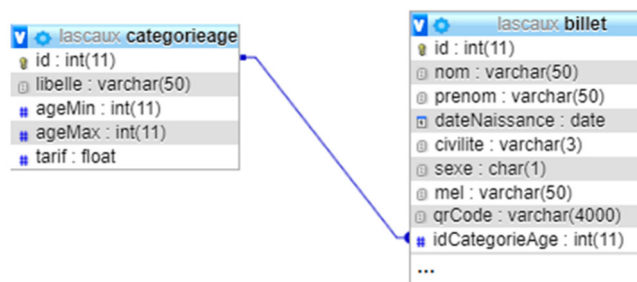 lascaux categorieage
id : int(11)
libelle : varchar(50)
ageMin : int(11)
ageMax : int(11)
tarif : float
lascaux billet
id : int(11)
nom : varchar(50)
prenom : varchar(50)
dateNaissance : date
civilite : varchar(3)
sexe : char(1)
mel : varchar(50)
qrCode : varchar(4000)
idCategorieAge : int(11)
...